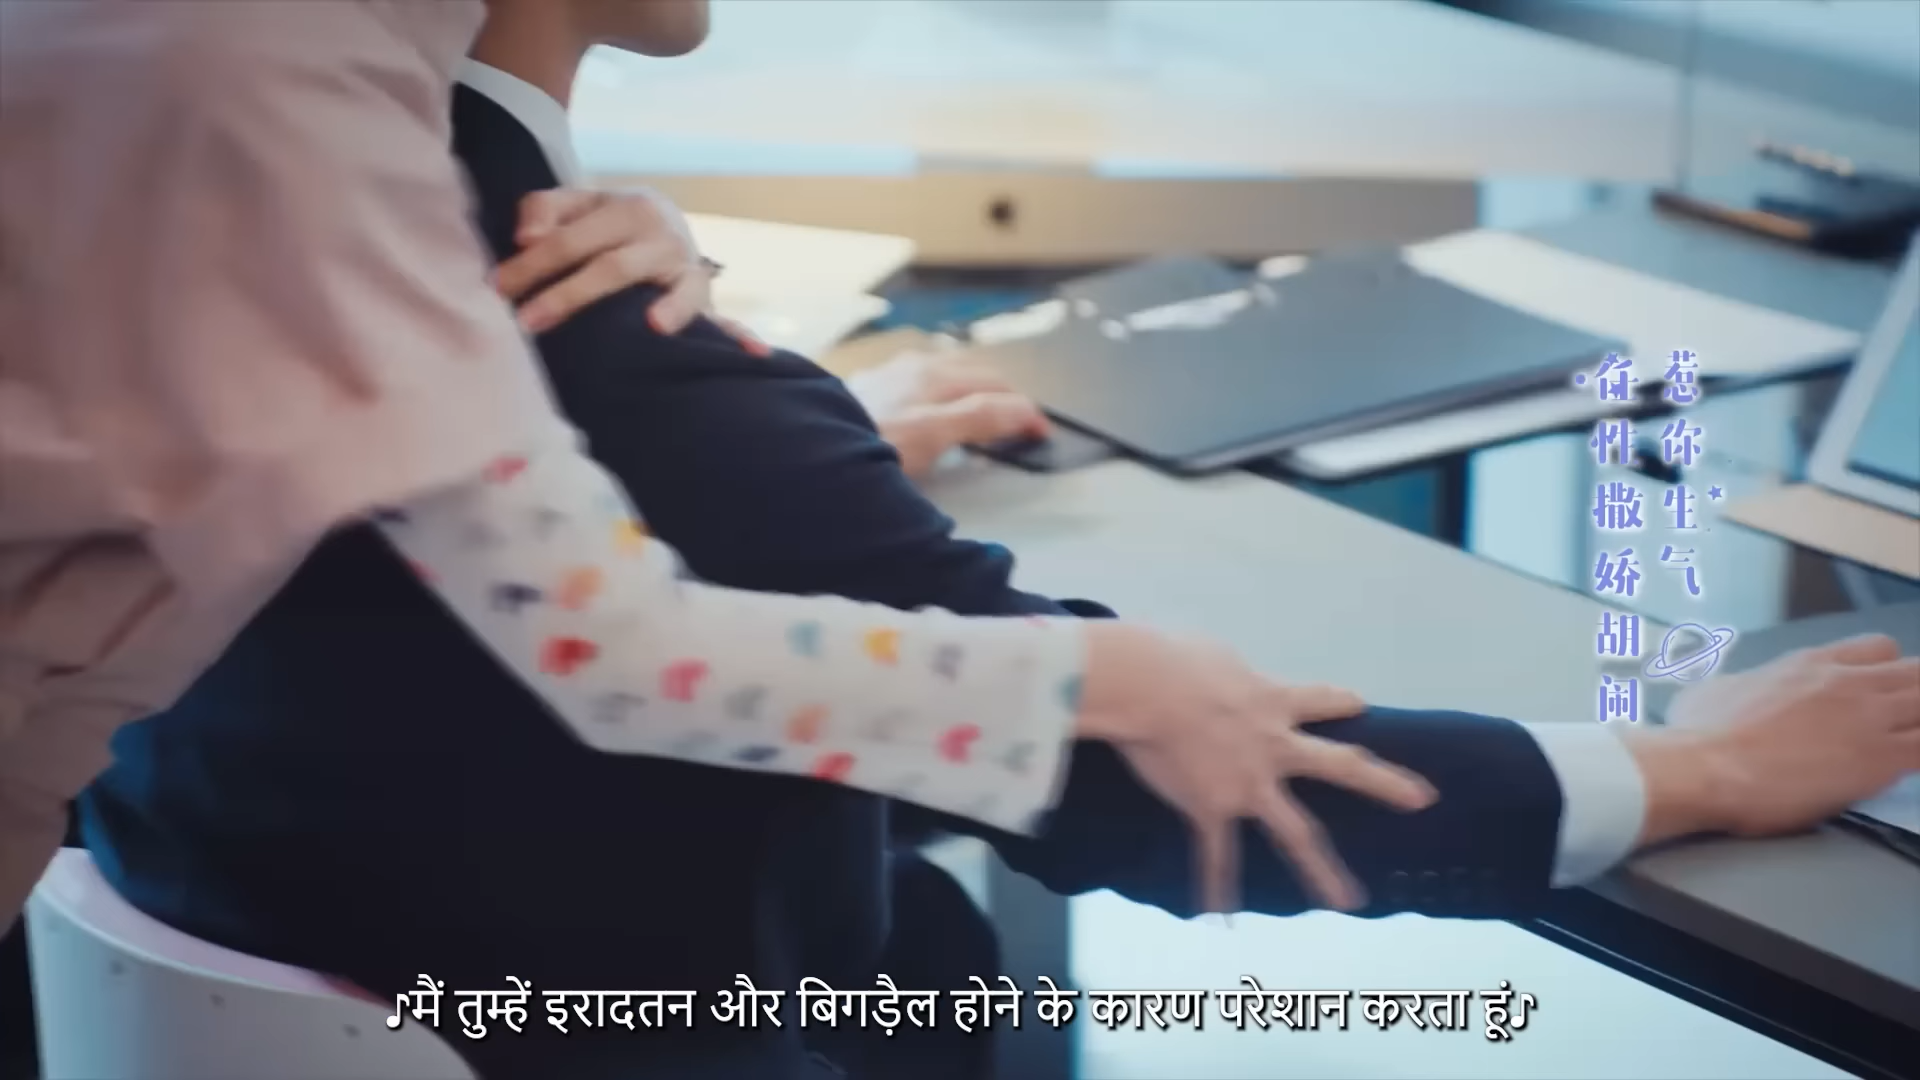 惹你生气
任性撒娇胡闹
♪मैं तुम्हें इरादतन और बिगड़ैल होने के कारण परेशान करता हूं♪